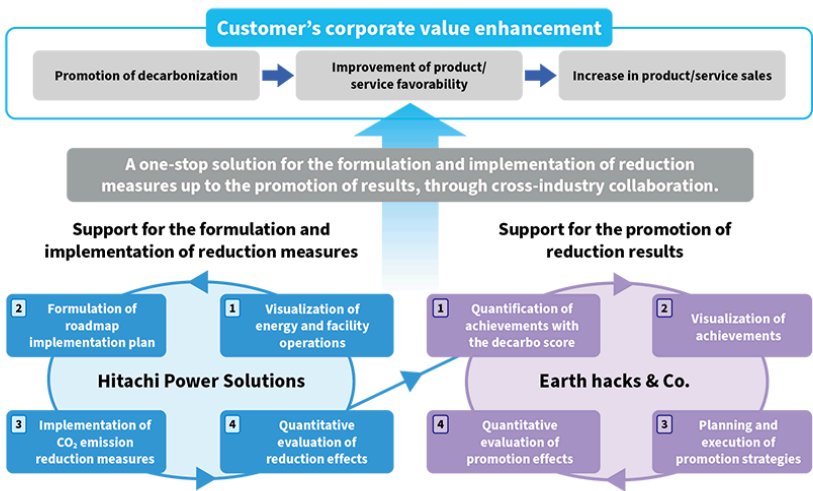 Customer's corporate value enhancement
Promotion of decarbonization
Improvement of product/
service favorability
Increase in product/service sales
A one-stop solution for the formulation and implementation of reduction
measures up to the promotion of results, through cross-industry collaboration.
Support for the formulation and
implementation of reduction measures
Support for the promotion of
reduction results
2 Formulation of
roadmap
implementation plan
1 Visualization of
energy and facility
operations
1 Quantification of
achievements with
the decarbo score
2 Visualization of
achievements
Hitachi Power Solutions
Earth hacks & Co.
3 Implementation of
CO₂ emission
reduction measures
4 Quantitative
evaluation of
reduction effects
4 Quantitative
evaluation of
promotion effects
3 Planning and
execution of
promotion strategies